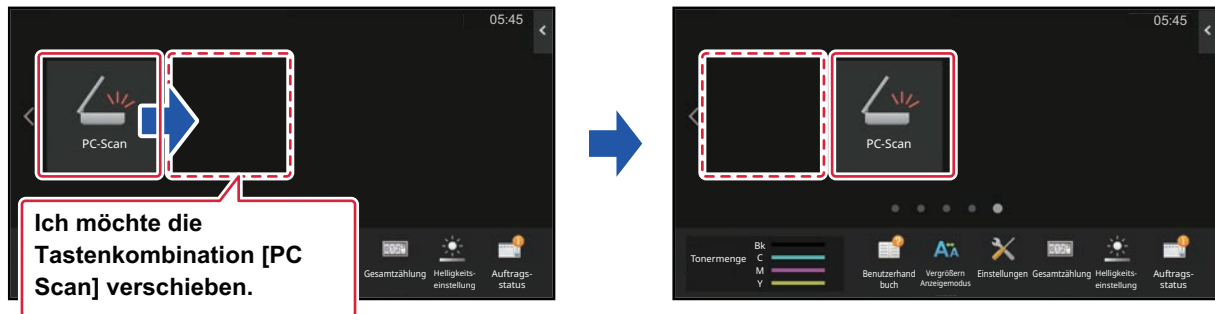 05:45
PC-Scan
Ich möchte die
Tastenkombination [PC
Scan] verschieben.
Gesamtzählung
Helligkeits-
einstellung
Auftrags-
status
05:45
PC-Scan
Tonermenge
Bk
C
M
Y
Benutzerhand
buch
Vergrößern
Anzeigemodus
Einstellungen
Gesamtzählung
Helligkeits-
einstellung
Auftrags-
status